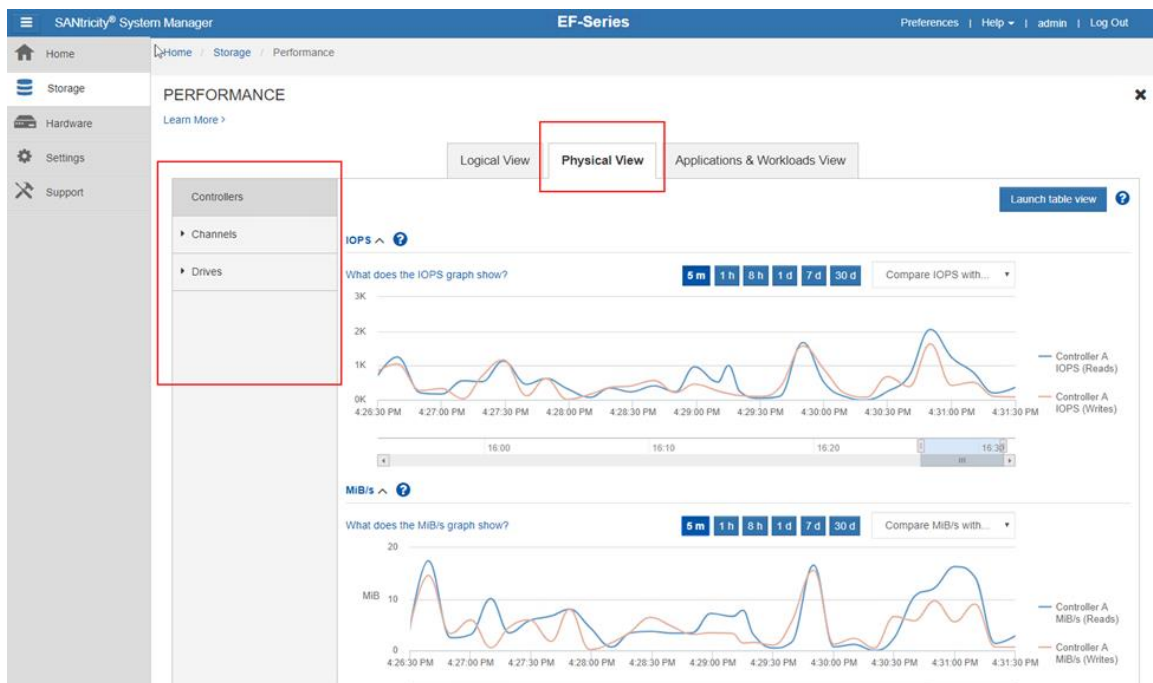 SANtricity® System Manager
EF-Series
Preferences | Help | admin | Log Out
Home
Storage
Hardware
Settings
Support
Home / Storage / Performance
PERFORMANCE
Learn More >
Logical View
Physical View
Applications & Workloads View
Controllers
Channels
Drives
Launch table view ?
IOPS ?
What does the IOPS graph show?
5 m 1 h 8 h 1 d 7 d 30 d
Compare IOPS with...
3K
2K
1K
0K
4:26:30 PM 4:27:00 PM 4:27:30 PM 4:28:00 PM 4:28:30 PM 4:29:00 PM 4:29:30 PM 4:30:00 PM 4:30:30 PM 4:31:00 PM 4:31:30 PM
Controller A
IOPS (Reads)
Controller A
IOPS (Writes)
16:00 16:10 16:20 16:30
MiB/s ?
What does the MiB/s graph show?
5 m 1 h 8 h 1 d 7 d 30 d
Compare MiB/s with...
20
MiB 10
0
4:26:30 PM 4:27:00 PM 4:27:30 PM 4:28:00 PM 4:28:30 PM 4:29:00 PM 4:29:30 PM 4:30:00 PM 4:30:30 PM 4:31:00 PM 4:31:30 PM
Controller A
MiB/s (Reads)
Controller A
MiB/s (Writes)